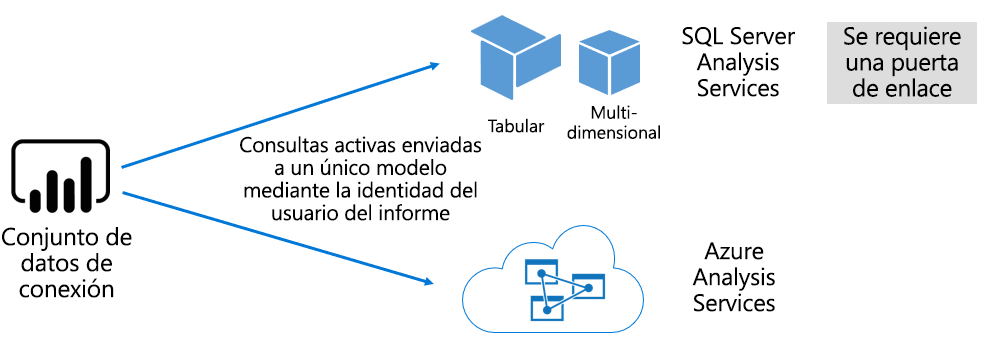 SQL Server
Analysis
Services
Se requiere
una puerta
de enlace
Tabular
Multi-
dimensional
Consultas activas enviadas
a un único modelo
mediante la identidad del
usuario del informe
Conjunto de
datos de
conexión
Azure
Analysis
Services